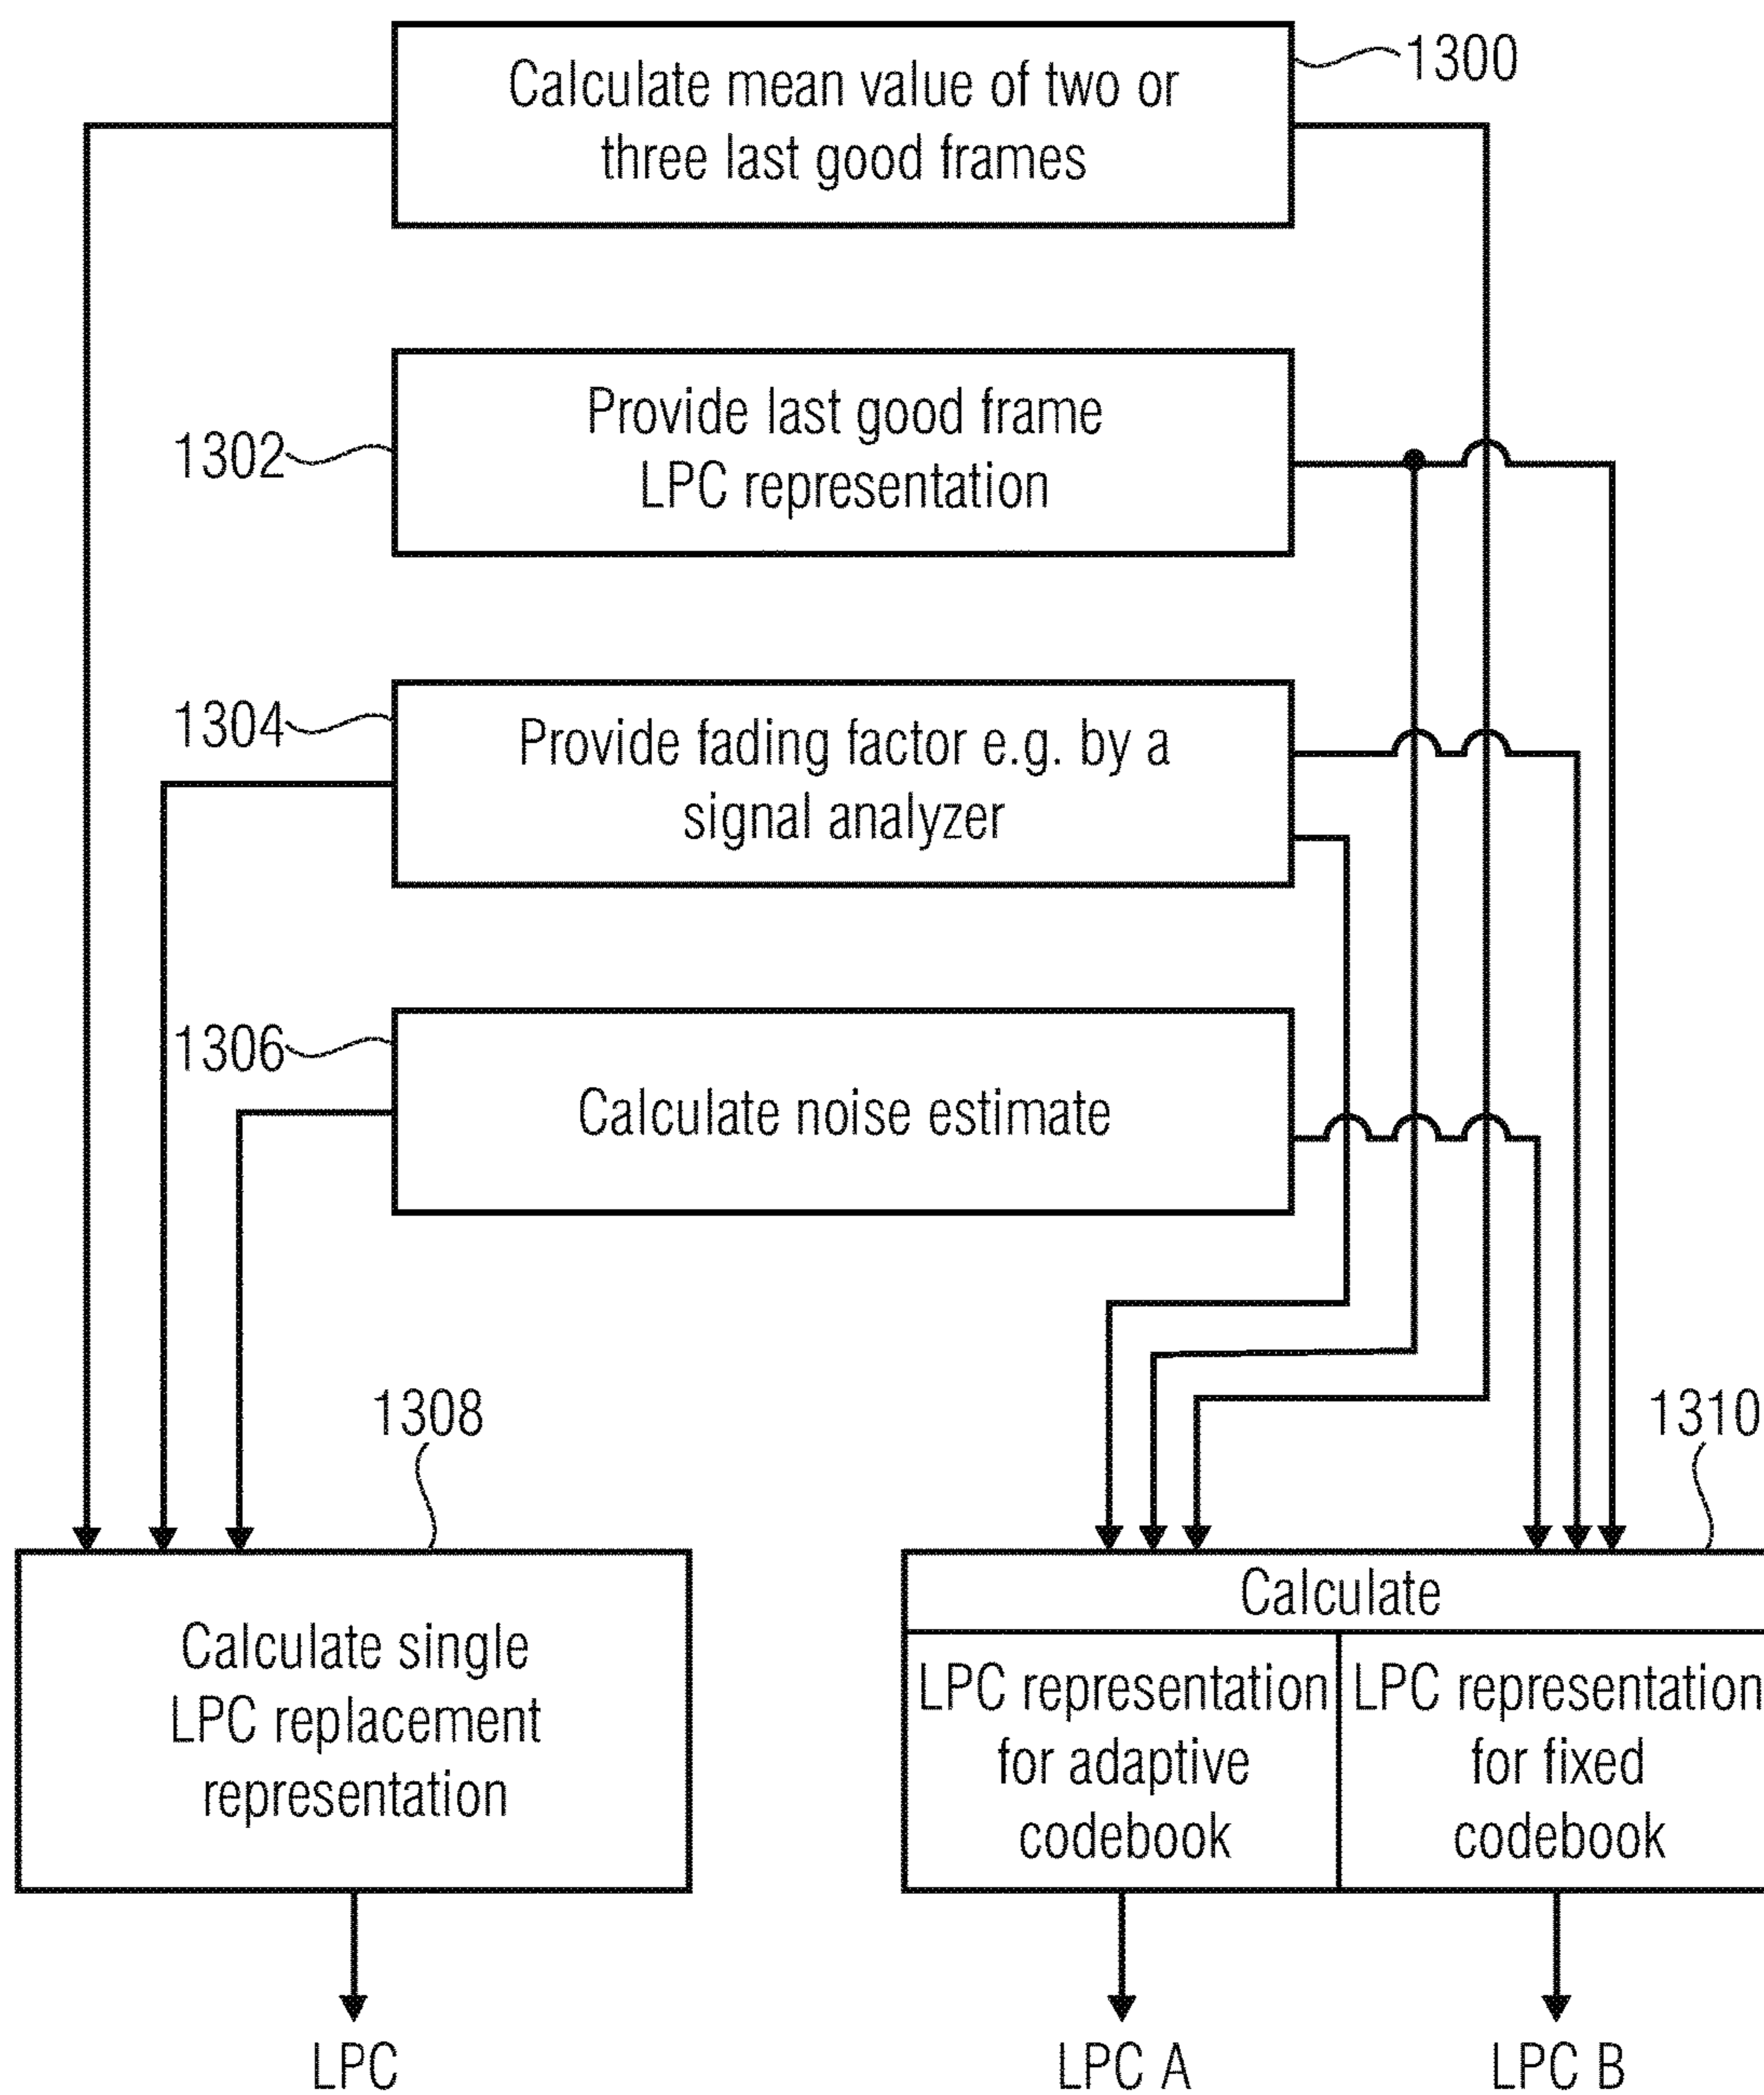 Calculate mean value of two or
three last good frames
1300
Provide last good frame
LPC representation
1302
1304
Provide fading factor e.g. by a
signal analyzer
1306
Calculate noise estimate
1308
1310
Calculate single
LPC replacement
representation
Calculate
LPC representation
for adaptive
codebook
LPC representation
for fixed
codebook
LPC
LPC A
LPC B